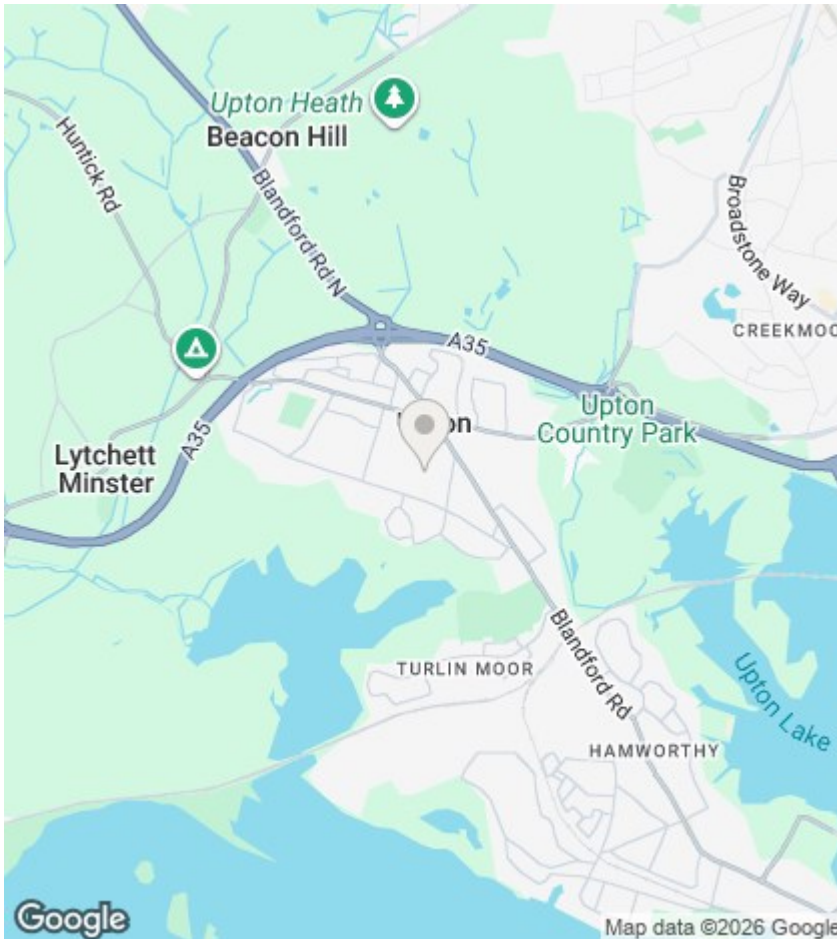 Upton Heath
Beacon Hill
Huntick Rd
Blandford Rd N
Broadstone Way
CREEKMOO
A35
A35
Upton
Country Park
Lytchett
Minster
Blandford Rd
TURLIN MOOR
Upton Lake
HAMWORTHY
Google
Map data ©2026 Google